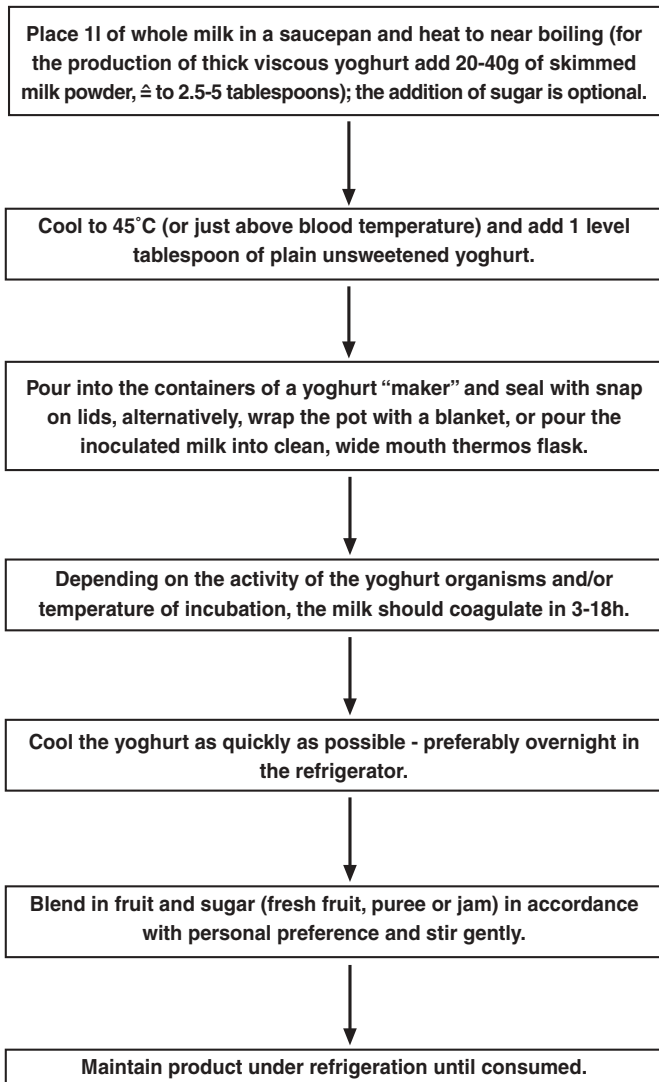 Place 1l of whole milk in a saucepan and heat to near boiling (for
the production of thick viscous yoghurt add 20-40g of skimmed
milk powder, ≙ to 2.5-5 tablespoons); the addition of sugar is optional.
Cool to 45˚C (or just above blood temperature) and add 1 level
tablespoon of plain unsweetened yoghurt.
Pour into the containers of a yoghurt “maker” and seal with snap
on lids, alternatively, wrap the pot with a blanket, or pour the
inoculated milk into clean, wide mouth thermos flask.
Depending on the activity of the yoghurt organisms and/or
temperature of incubation, the milk should coagulate in 3-18h.
Cool the yoghurt as quickly as possible - preferably overnight in
the refrigerator.
Blend in fruit and sugar (fresh fruit, puree or jam) in accordance
with personal preference and stir gently.
Maintain product under refrigeration until consumed.